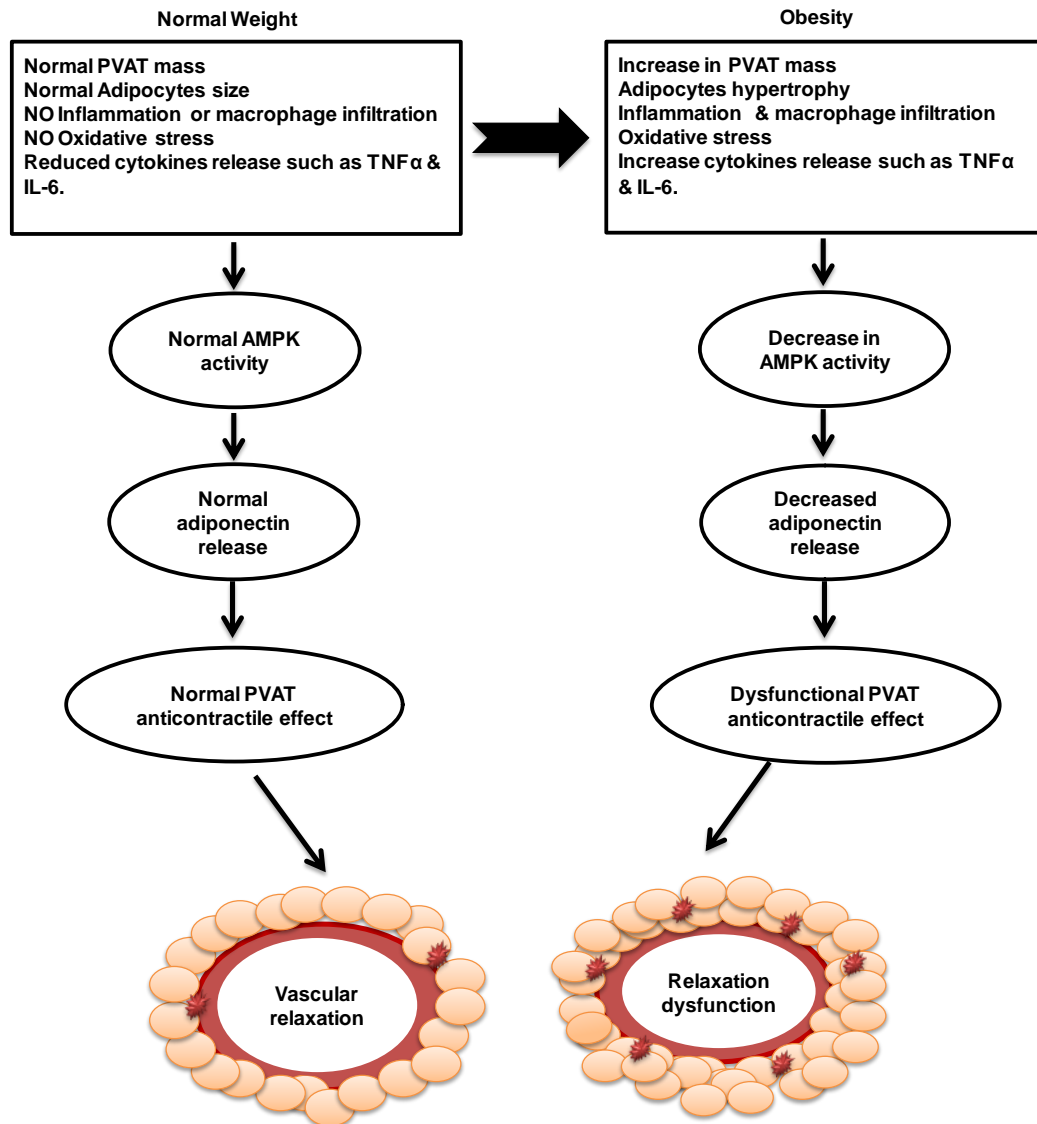 Normal Weight
Normal PVAT mass
Normal Adipocytes size
NO Inflammation or macrophage infiltration
NO Oxidative stress
Reduced cytokines release such as TNFα &
IL-6.
Normal AMPK
activity
Normal
adiponectin
release
Normal PVAT
anticontractile effect
Vascular
relaxation
Obesity
Increase in PVAT mass
Adipocytes hypertrophy
Inflammation & macrophage infiltration
Oxidative stress
Increase cytokines release such as TNFα
& IL-6.
Decrease in
AMPK activity
Decreased
adiponectin
release
Dysfunctional PVAT
anticontractile effect
Relaxation
dysfunction